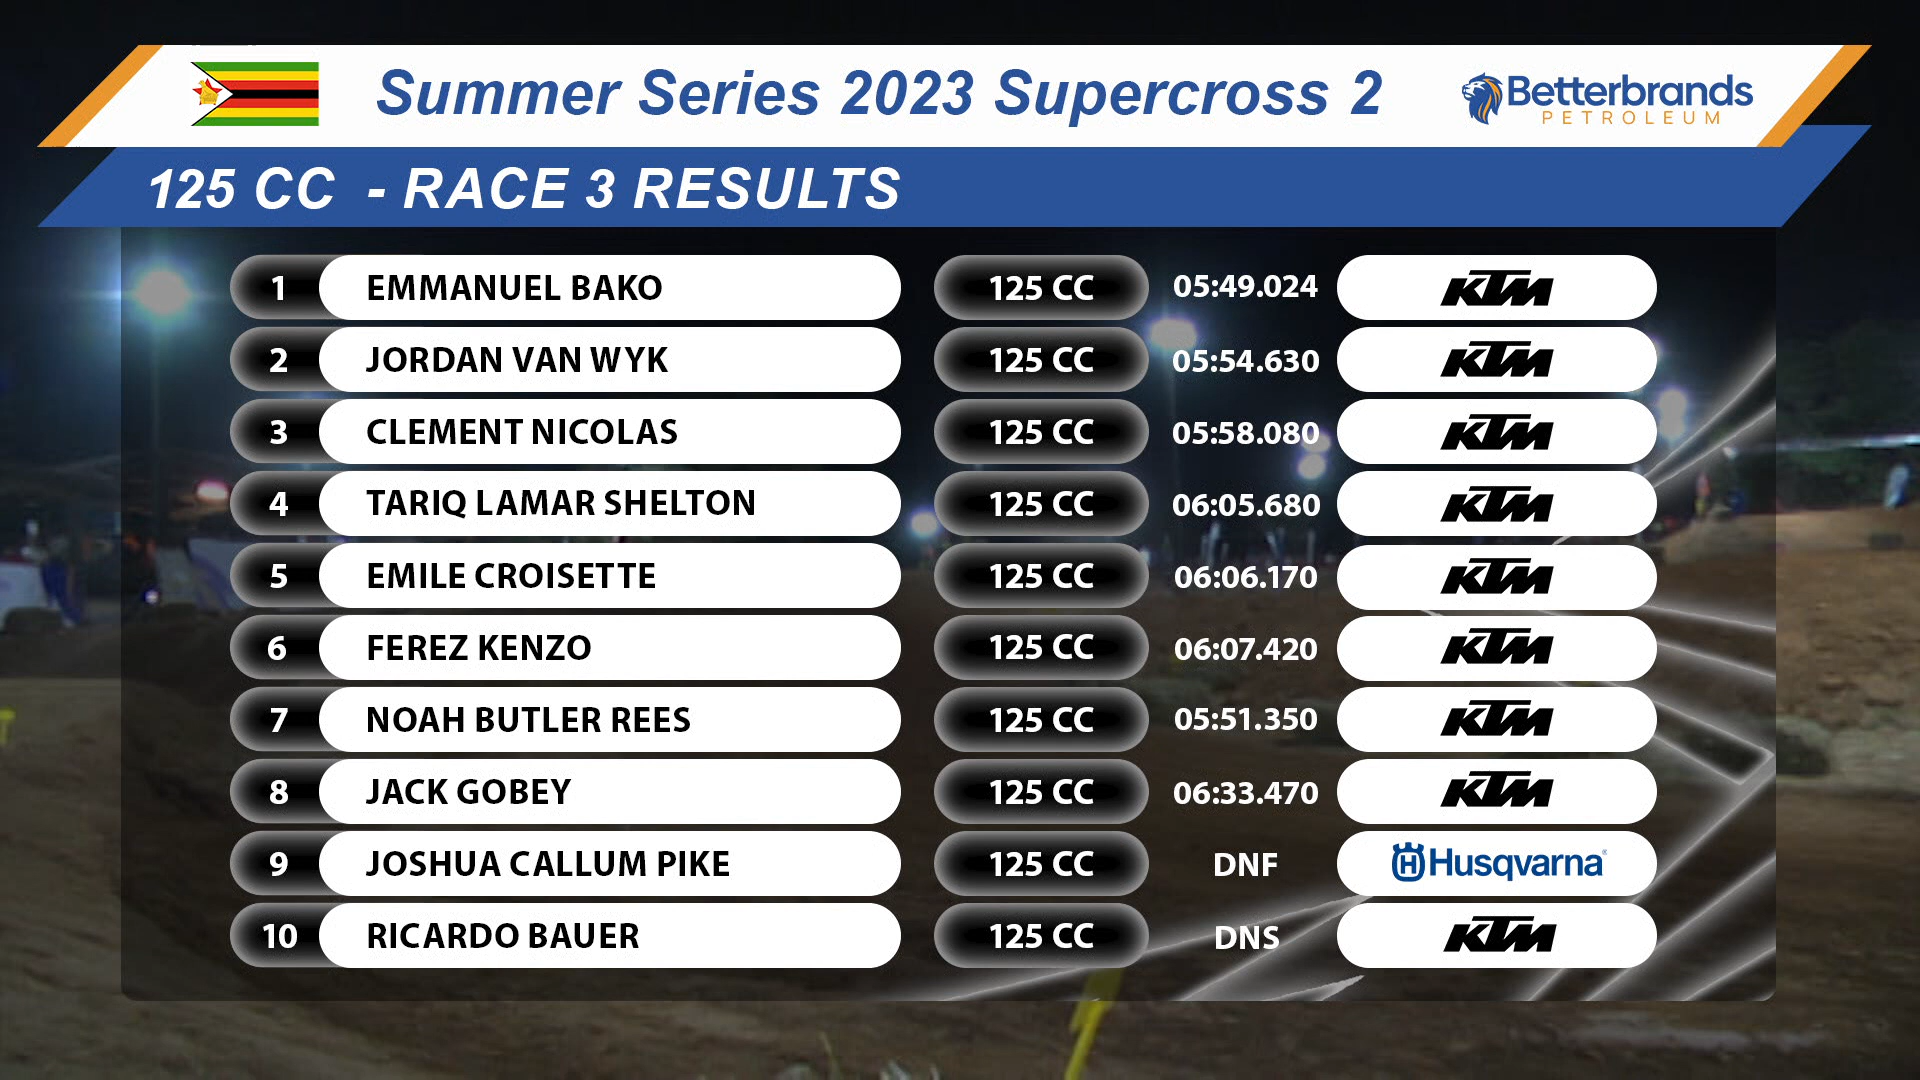 Summer Series 2023 Supercross 2
Betterbrands
PETROLEUM
125 CC - RACE 3 RESULTS
1 EMMANUEL BAKO 125 CC 05:49.024 KTM
2 JORDAN VAN WYK 125 CC 05:54.630 KTM
3 CLEMENT NICOLAS 125 CC 05:58.080 KTM
4 TARIQ LAMAR SHELTON 125 CC 06:05.680 KTM
5 EMILE CROISETTE 125 CC 06:06.170 KTM
6 FEREZ KENZO 125 CC 06:07.420 KTM
7 NOAH BUTLER REES 125 CC 05:51.350 KTM
8 JACK GOBEY 125 CC 06:33.470 KTM
9 JOSHUA CALLUM PIKE 125 CC DNF H Husqvarna
10 RICARDO BAUER 125 CC DNS KTM